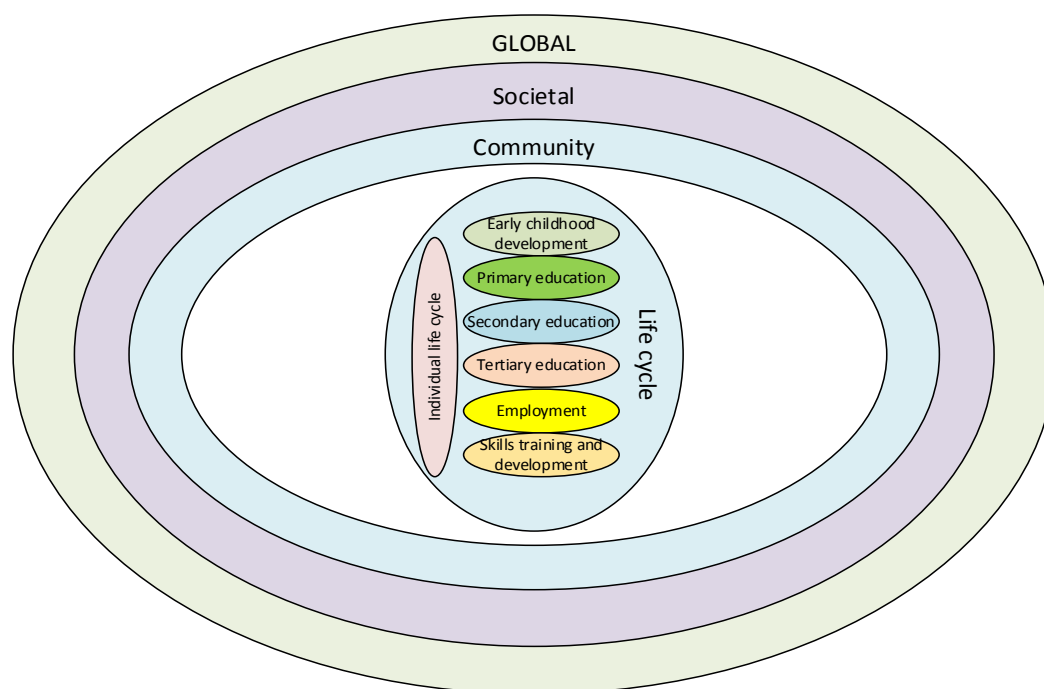 GLOBAL
Societal
Community
Early childhood
development
Primary education
Secondary education
Tertiary education
Employment
Skills training and
development
Individual life cycle
Life cycle